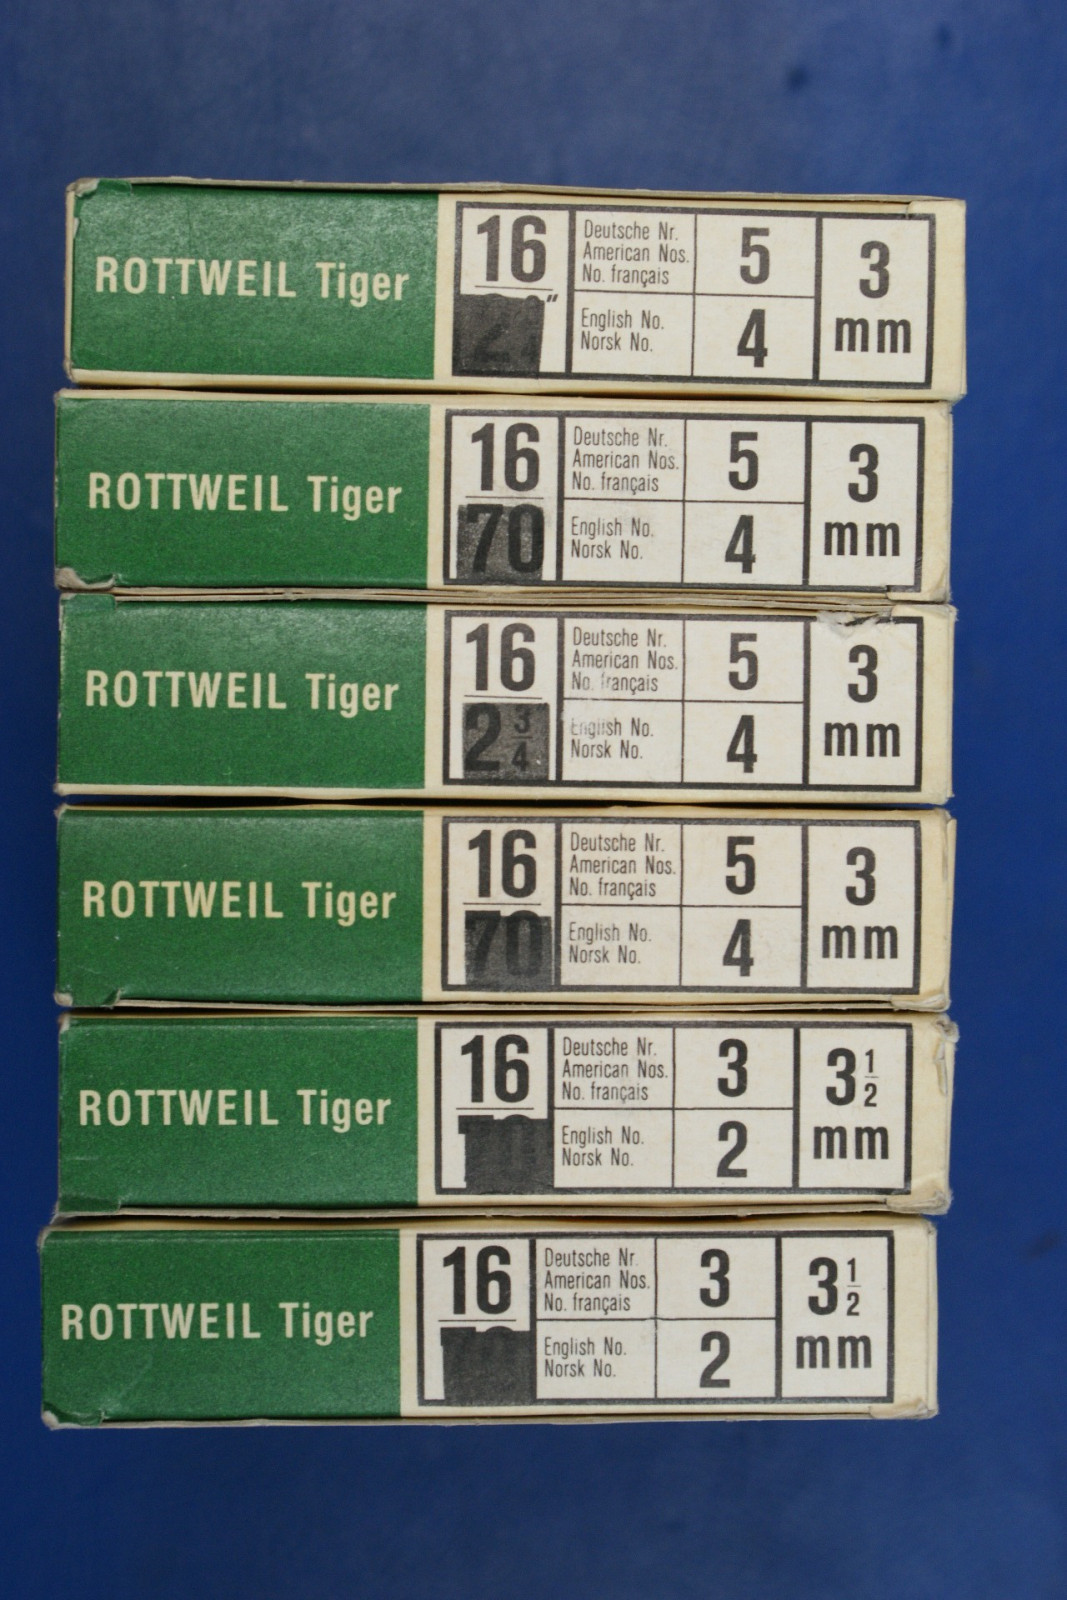 ROTTWEIL Tiger
16
Deutsche Nr.
American Nos.
No. français
5
English No.
Norsk No.
4
3
mm
ROTTWEIL Tiger
16
70
Deutsche Nr.
American Nos.
No. français
5
English No.
Norsk No.
4
3
mm
ROTTWEIL Tiger
16
2 3/4
Deutsche Nr.
American Nos.
No. français
5
English No.
Norsk No.
4
3
mm
ROTTWEIL Tiger
16
70
Deutsche Nr.
American Nos.
No. français
5
English No.
Norsk No.
4
3
mm
ROTTWEIL Tiger
16
Deutsche Nr.
American Nos.
No. français
3
English No.
Norsk No.
2
3 1/2
mm
ROTTWEIL Tiger
16
Deutsche Nr.
American Nos.
No. français
3
English No.
Norsk No.
2
3 1/2
mm